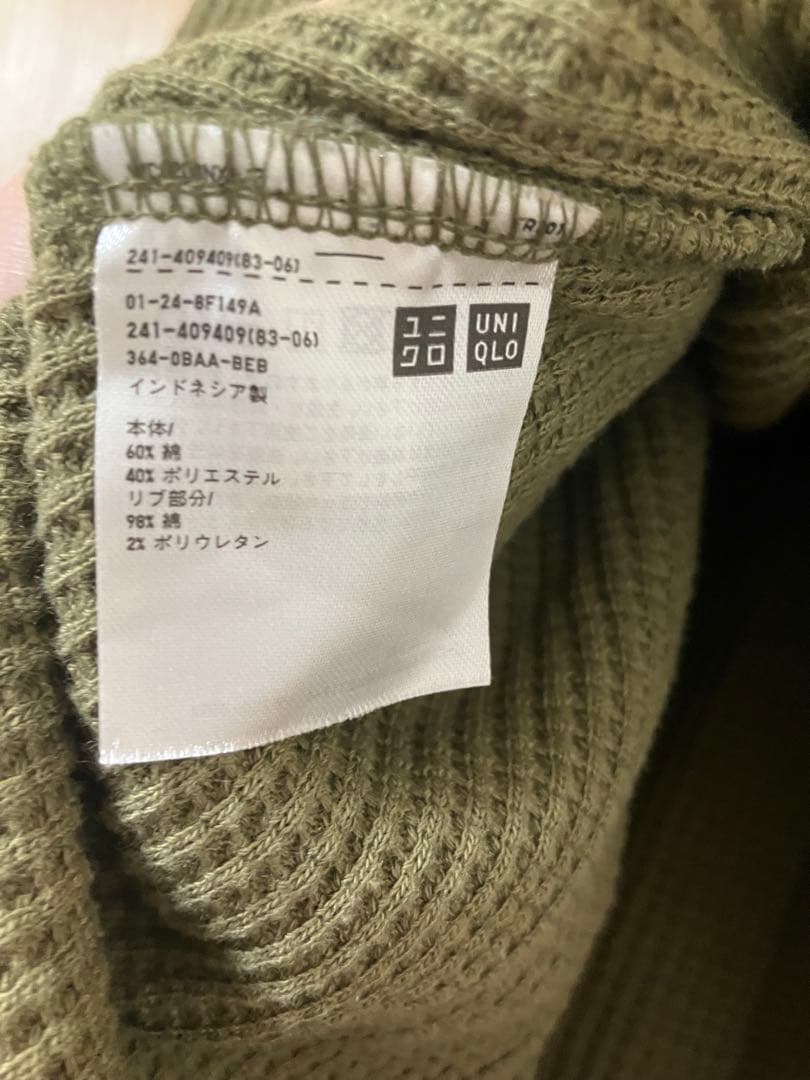 241-409409(83-06)
01-24-8F149A
241-409409(83-06)
364-0BAA-BEB
インドネシア製
ユニ
クロ
UNI
QLO
本体/
60% 綿
40% ポリエステル
リブ部分/
98% 綿
2% ポリウレタン